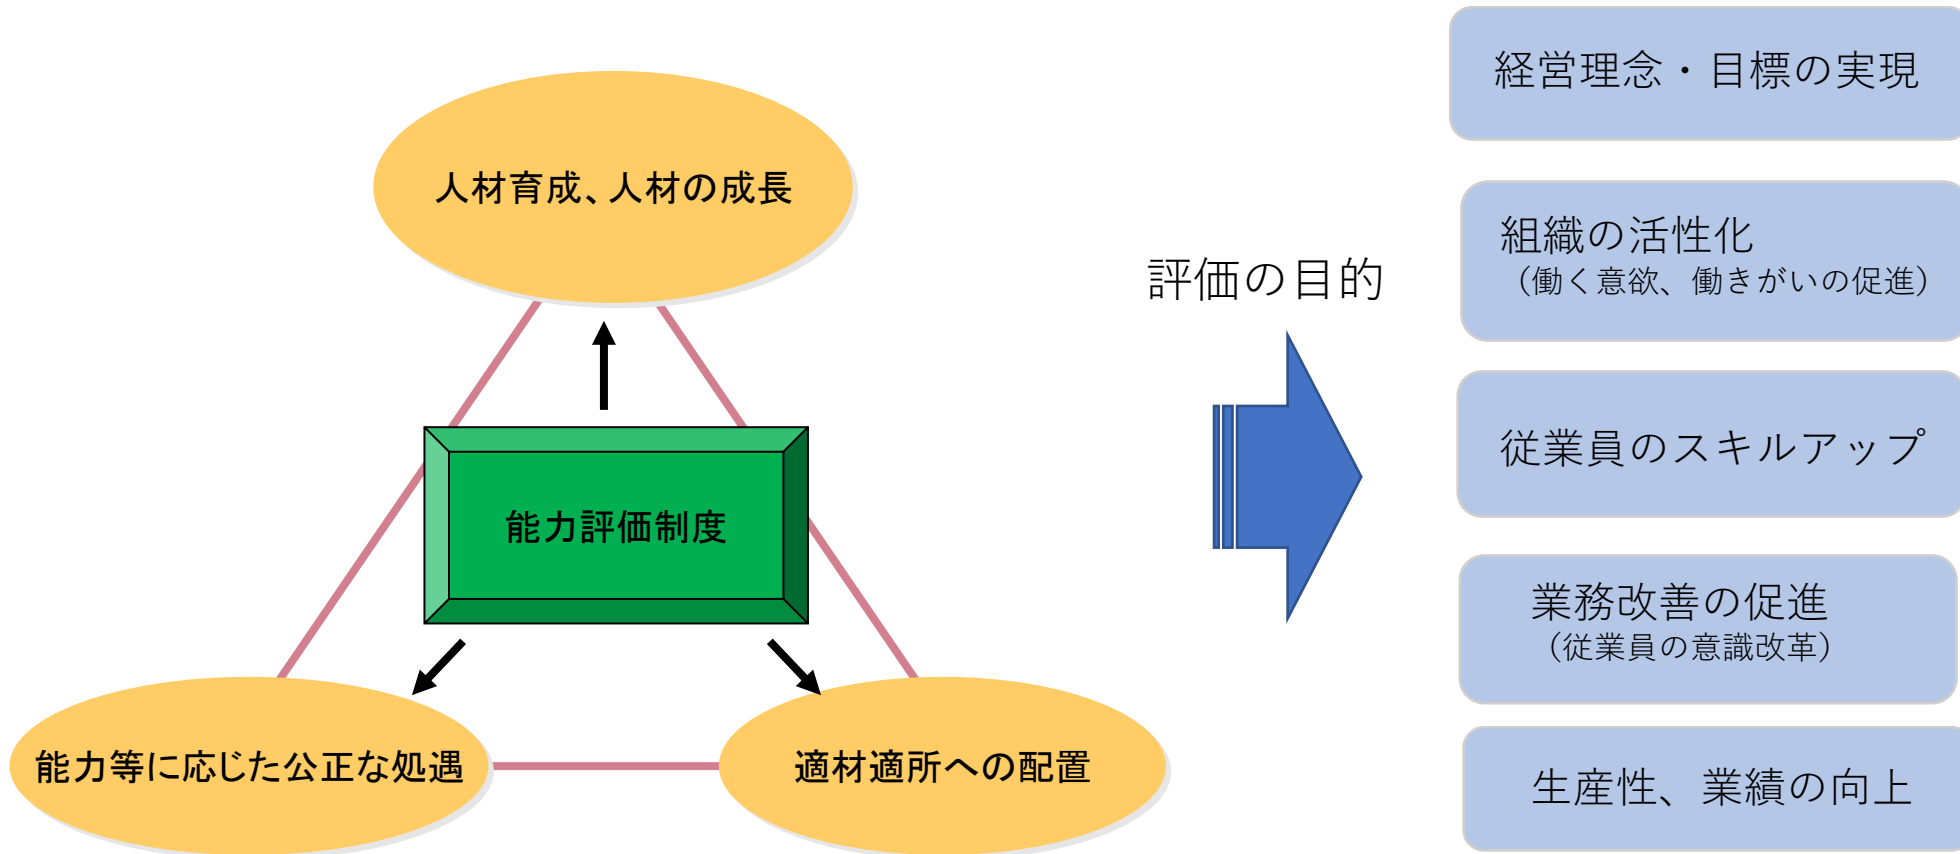 人材育成、人材の成長
能力評価制度
能力等に応じた公正な処遇
適材適所への配置
評価の目的
経営理念・目標の実現
組織の活性化
（働く意欲、働きがいの促進）
従業員のスキルアップ
業務改善の促進
（従業員の意識改革）
生産性、業績の向上